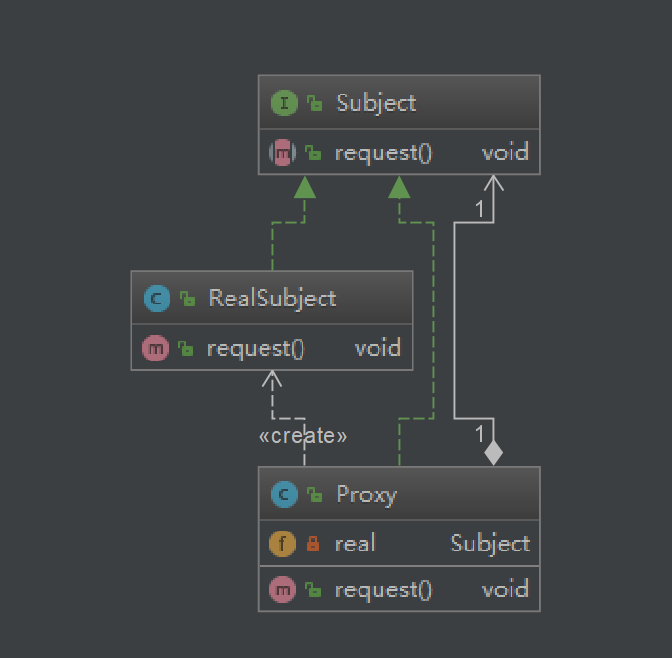 I Subject
m request() void
1
C RealSubject
m request() void
«create»
1
C Proxy
f real Subject
m request() void